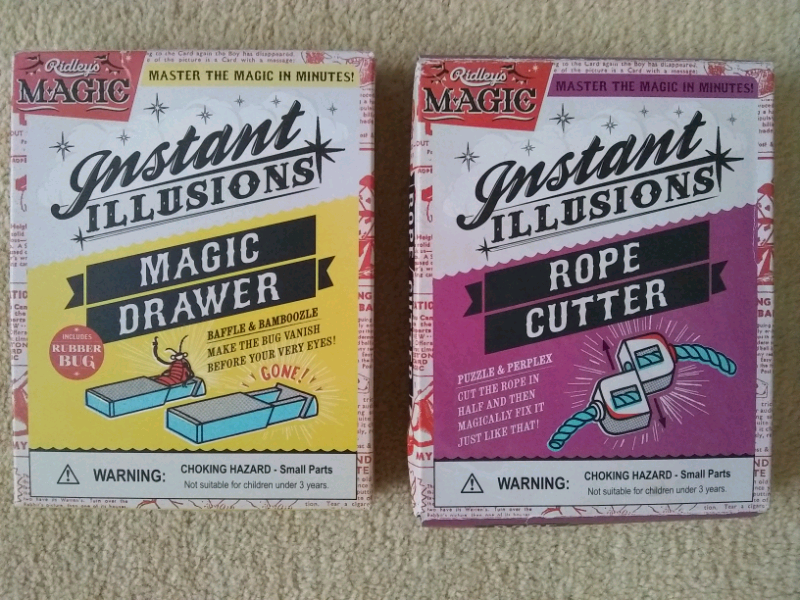 Ridley's
MAGIC
MASTER THE MAGIC IN MINUTES!
Instant
ILLUSIONS
MAGIC
DRAWER
INCLUDES
RUBBER
BUG
BAFFLE & BAMBOOZLE
MAKE THE BUG VANISH
BEFORE YOUR VERY EYES!
GONE!
WARNING:
CHOKING HAZARD - Small Parts
Not suitable for children under 3 years.
Ridley's
MAGIC
MASTER THE MAGIC IN MINUTES!
Instant
ILLUSIONS
ROPE
CUTTER
PUZZLE & PERPLEX
CUT THE ROPE IN
HALF AND THEN
MAGICALLY FIX IT
JUST LIKE THAT!
WARNING:
CHOKING HAZARD - Small Parts
Not suitable for children under 3 years.